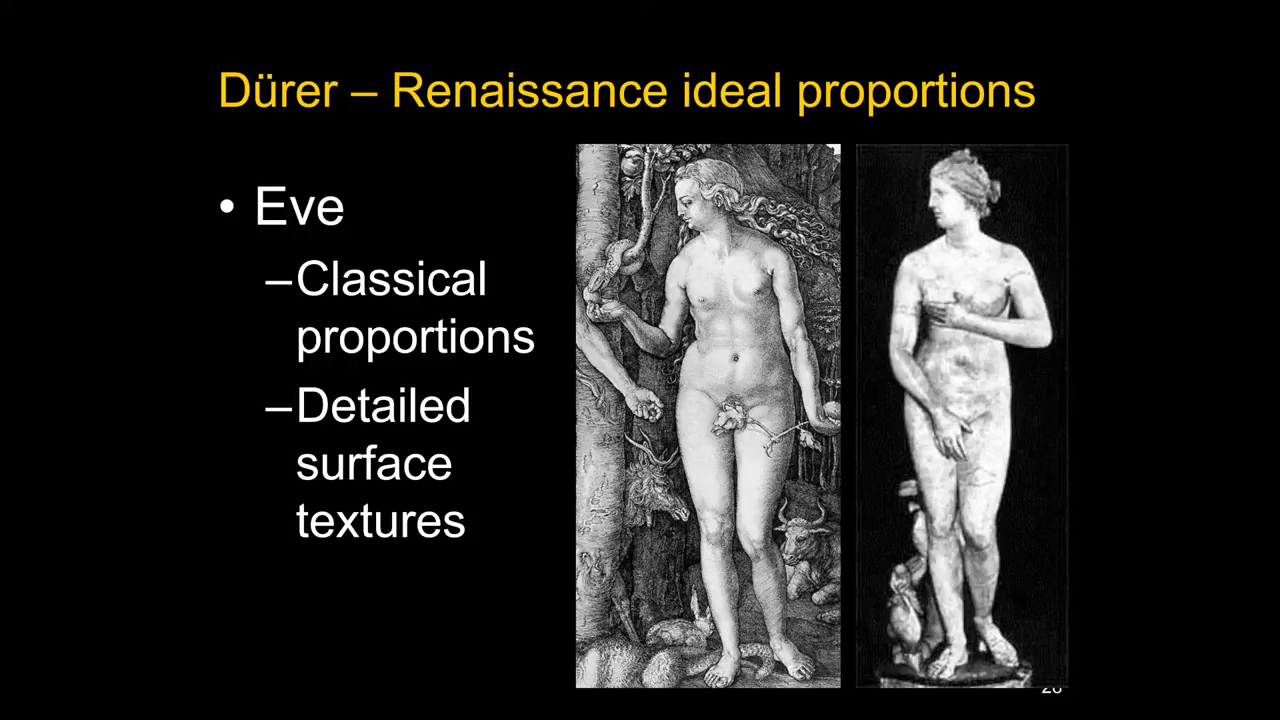 Dürer – Renaissance ideal proportions
• Eve
–Classical
proportions
–Detailed
surface
textures